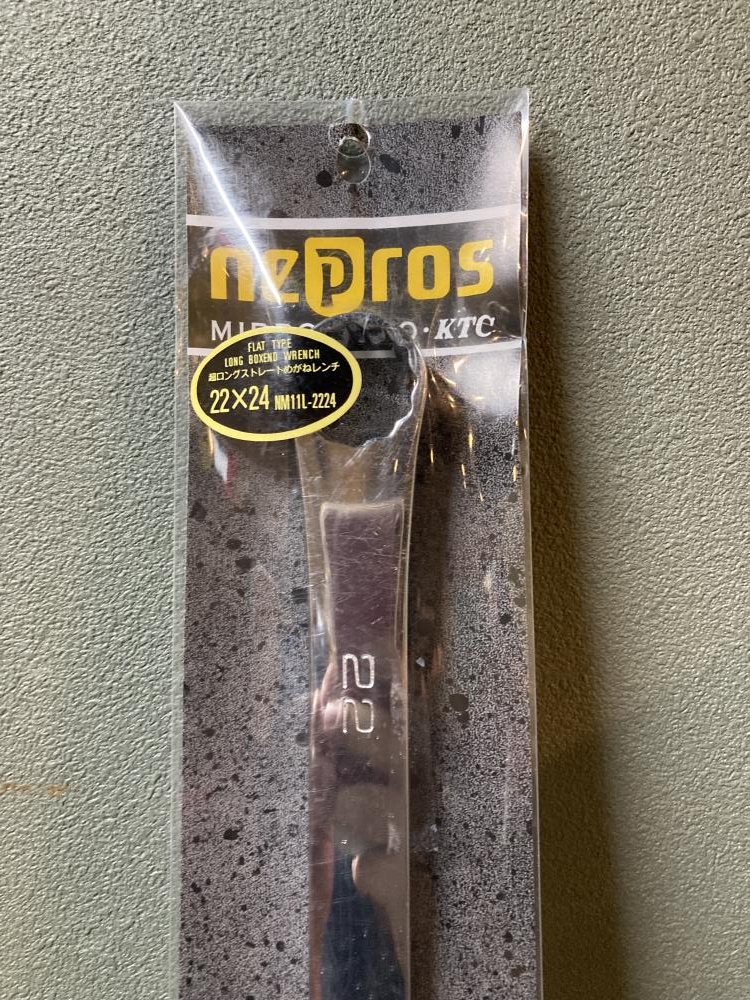 nepros
KTC
FLAT TYPE
LONG BOXEND WRENCH
超ロングストレートめがねレンチ
22×24 NM11L-2224
22